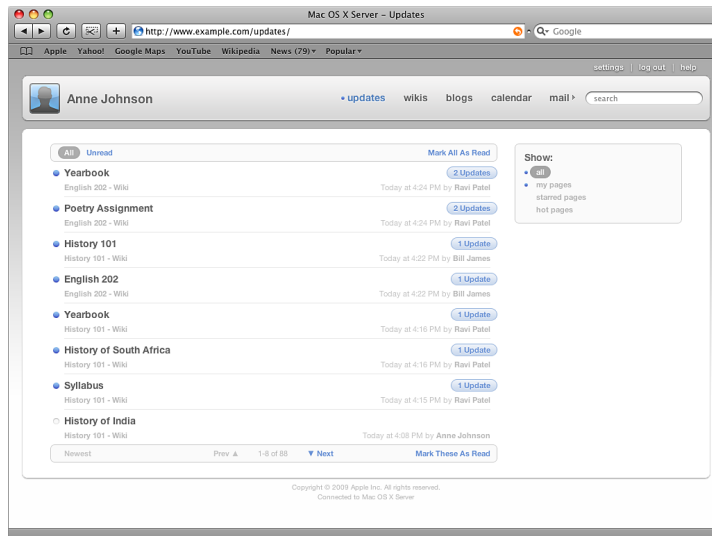 Mac OS X Server – Updates
http://www.example.com/updates/
Google
Apple Yahoo! Google Maps YouTube Wikipedia News (79) Popular
settings | log out | help
Anne Johnson
updates wikis blogs calendar mail search
All Unread Mark All As Read
Yearbook 2 Updates
English 202 - Wiki Today at 4:24 PM by Ravi Patel
Poetry Assignment 2 Updates
English 202 - Wiki Today at 4:24 PM by Ravi Patel
History 101 1 Update
History 101 - Wiki Today at 4:22 PM by Bill James
English 202 1 Update
English 202 - Wiki Today at 4:22 PM by Bill James
Yearbook 1 Update
History 101 - Wiki Today at 4:16 PM by Ravi Patel
History of South Africa 1 Update
History 101 - Wiki Today at 4:16 PM by Ravi Patel
Syllabus 1 Update
History 101 - Wiki Today at 4:15 PM by Ravi Patel
History of India
History 101 - Wiki Today at 4:08 PM by Anne Johnson
Newest Prev ▲ 1-8 of 88 ▼ Next Mark These As Read
Show:
all
my pages
starred pages
hot pages
Copyright © 2009 Apple Inc. All rights reserved.
Connected to Mac OS X Server